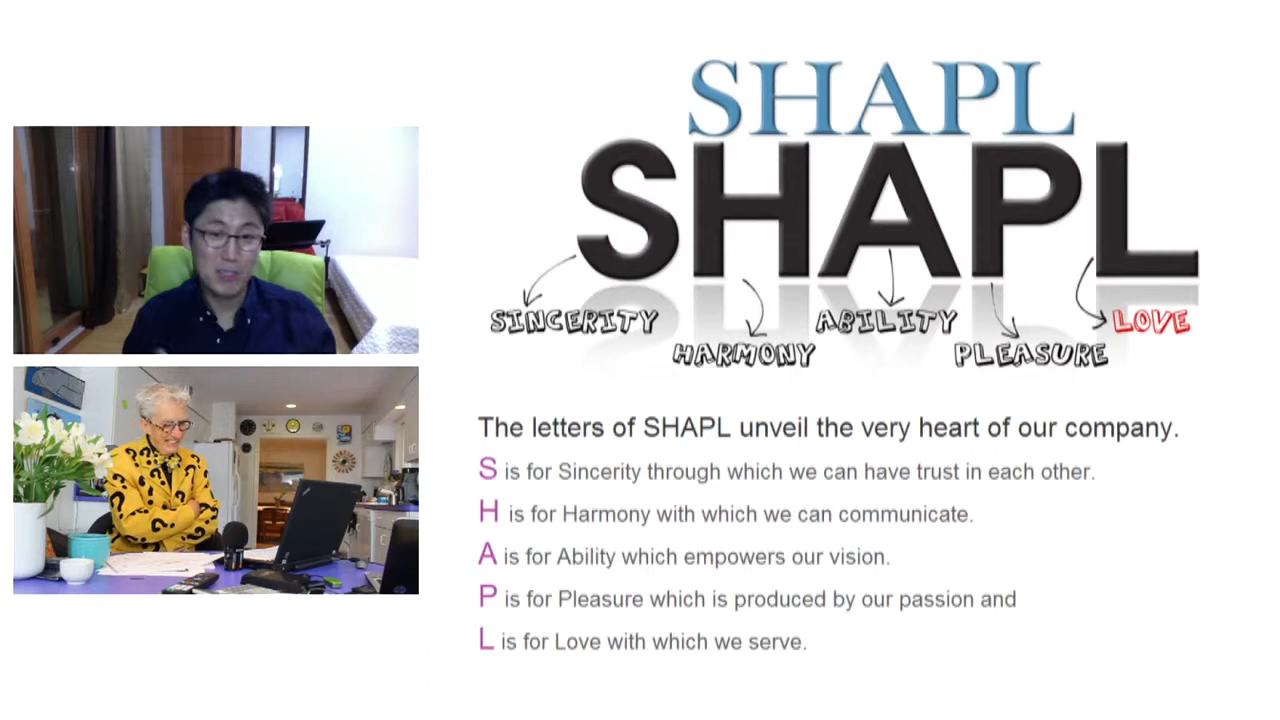 SHAPL
SHAPL
SINCERITY
HARMONY
ABILITY
PLEASURE
LOVE
The letters of SHAPL unveil the very heart of our company.
S is for Sincerity through which we can have trust in each other.
H is for Harmony with which we can communicate.
A is for Ability which empowers our vision.
P is for Pleasure which is produced by our passion and
L is for Love with which we serve.